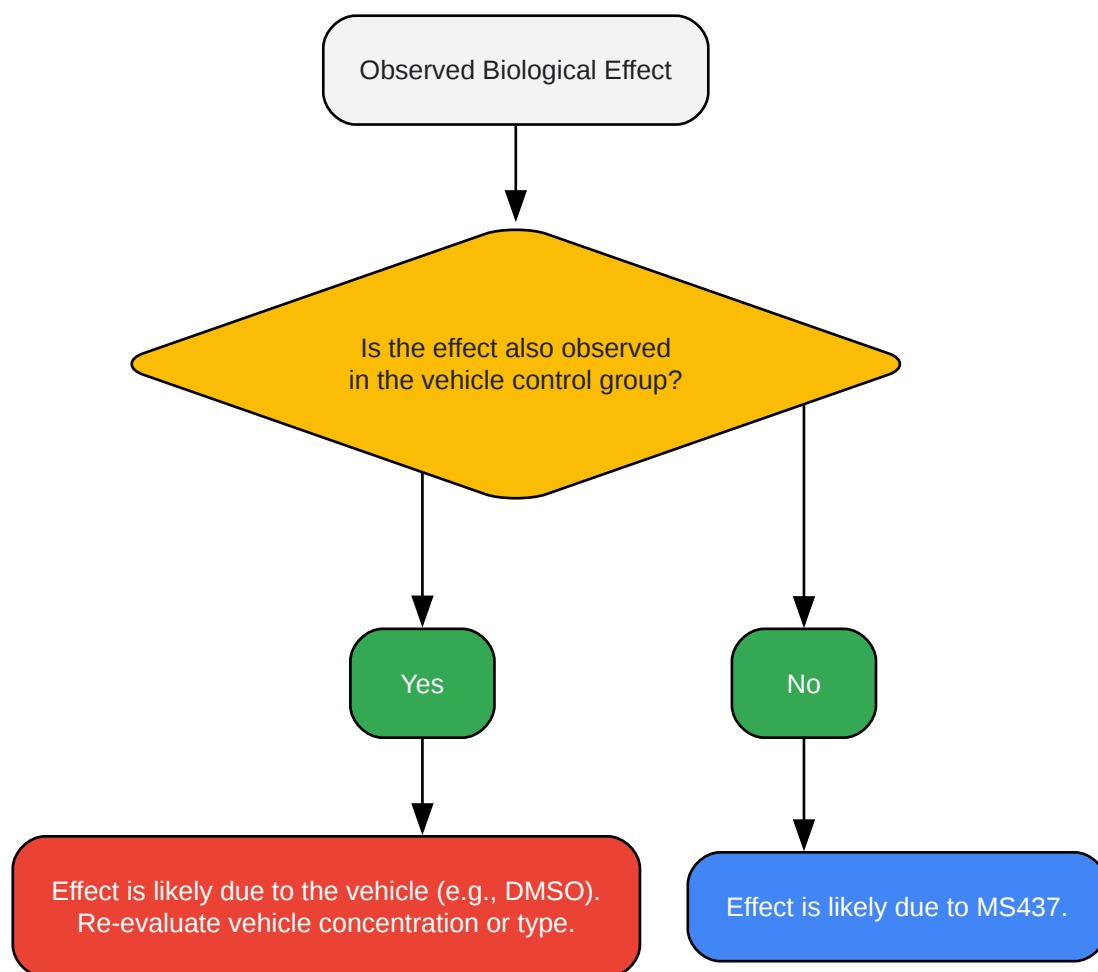 Observed Biological Effect
Is the effect also observed
in the vehicle control group?
Yes
No
Effect is likely due to the vehicle (e.g., DMSO).
Re-evaluate vehicle concentration or type.
Effect is likely due to MS437.